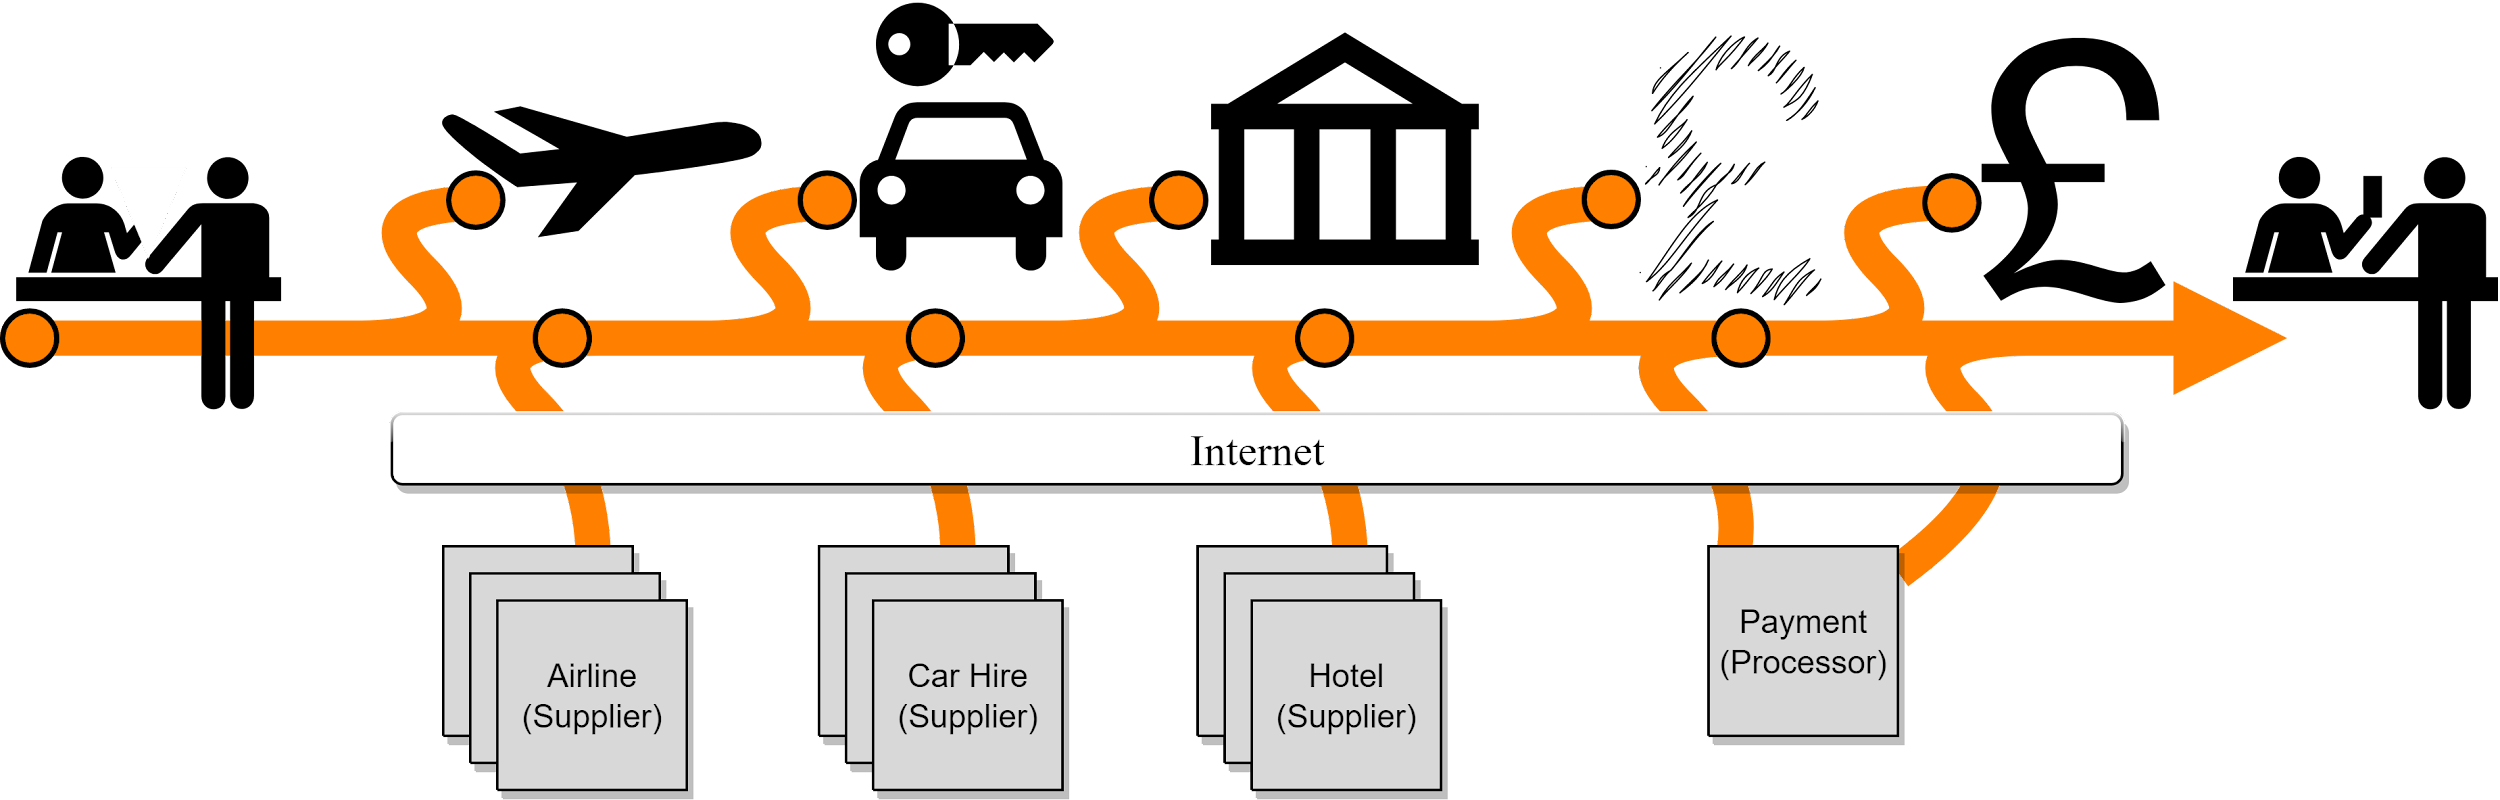 £
£
Internet
Airline
(Supplier)
Car Hire
(Supplier)
Hotel
(Supplier)
Payment
(Processor)